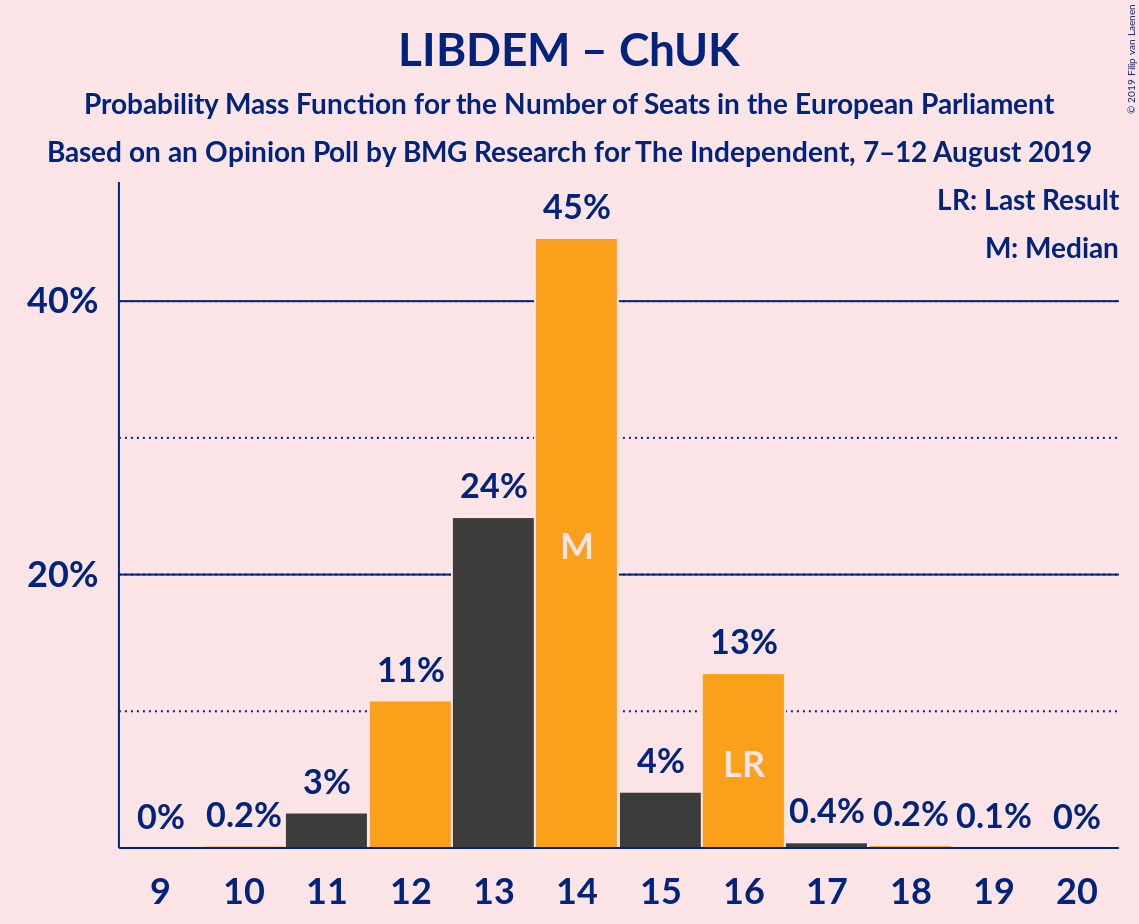 LIBDEM – ChUK
Probability Mass Function for the Number of Seats in the European Parliament
Based on an Opinion Poll by BMG Research for The Independent, 7–12 August 2019
© 2019 Filip van Laenen
LR: Last Result
M: Median
40%
20%
0%
0.2%
3%
11%
24%
45%
4%
13%
0.4%
0.2%
0.1%
0%
M
LR
9 10 11 12 13 14 15 16 17 18 19 20